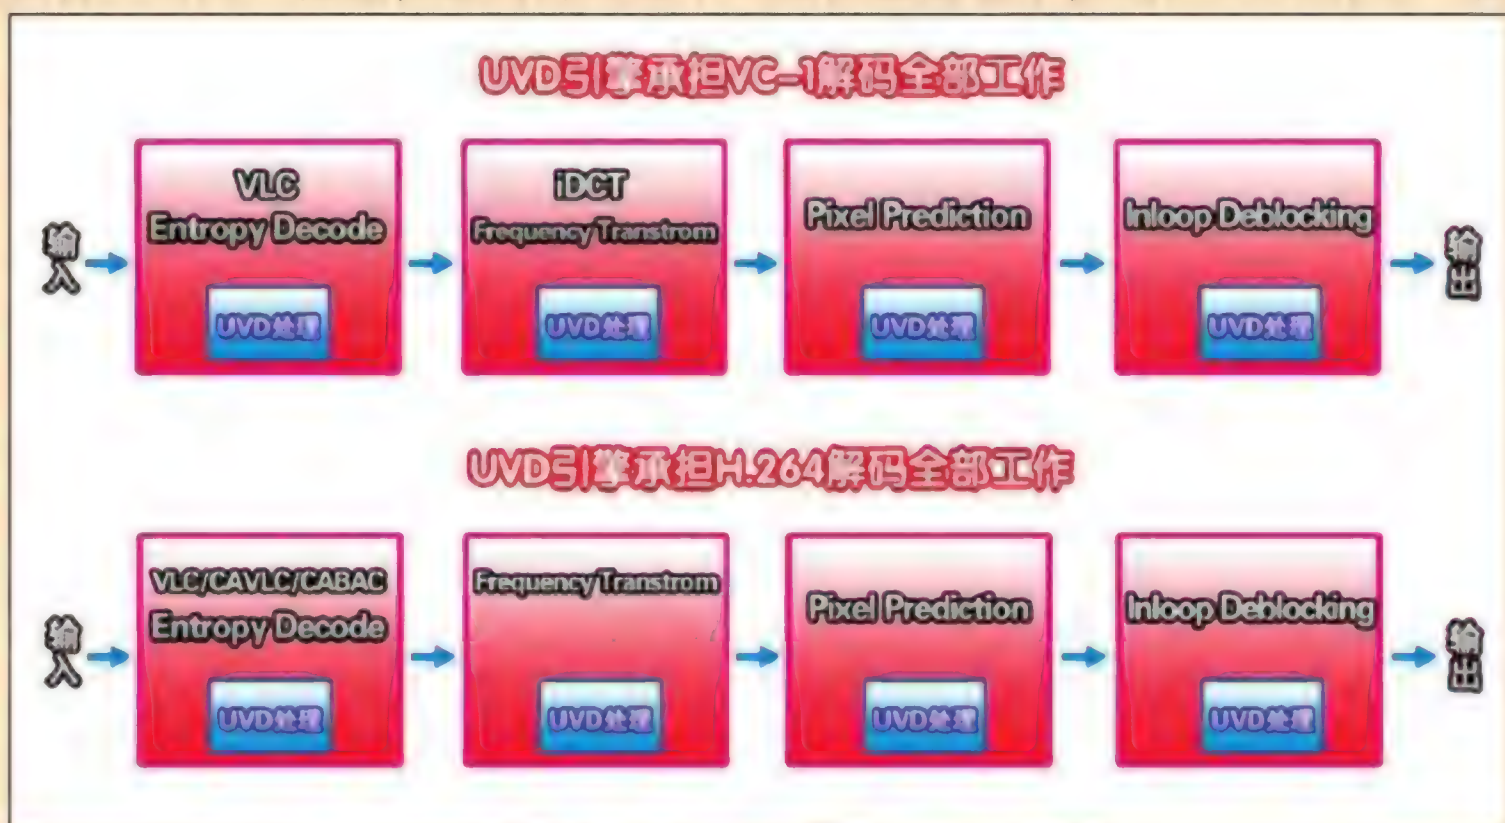 UVD引擎承担VC-1解码全部工作
输入
VLC
Entropy Decode
UVD处理
iDCT
Frequency Transtrom
UVD处理
Pixel Prediction
UVD处理
Inloop Deblocking
UVD处理
输出
UVD引擎承担H.264解码全部工作
输入
VLC/CAVLC/CABAC
Entropy Decode
UVD处理
Frequency Transtrom
UVD处理
Pixel Prediction
UVD处理
Inloop Deblocking
UVD处理
输出